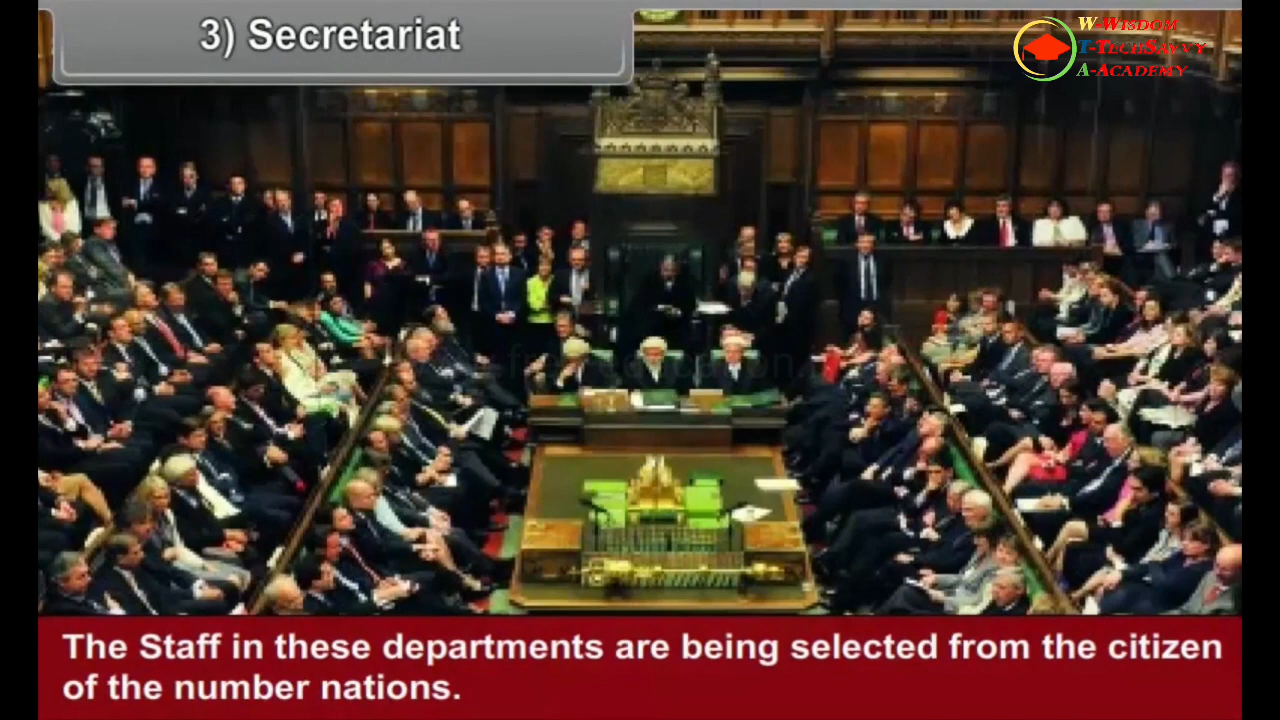 3) Secretariat
W-Wisdom
T-TechSavvy
A-Academy
The Staff in these departments are being selected from the citizen
of the number nations.